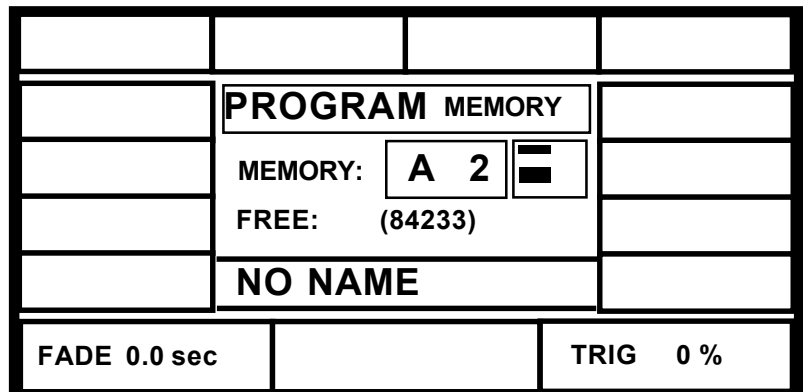 PROGRAM MEMORY
MEMORY: A 2
FREE: (84233)
NO NAME
FADE 0.0 sec TRIG 0 %